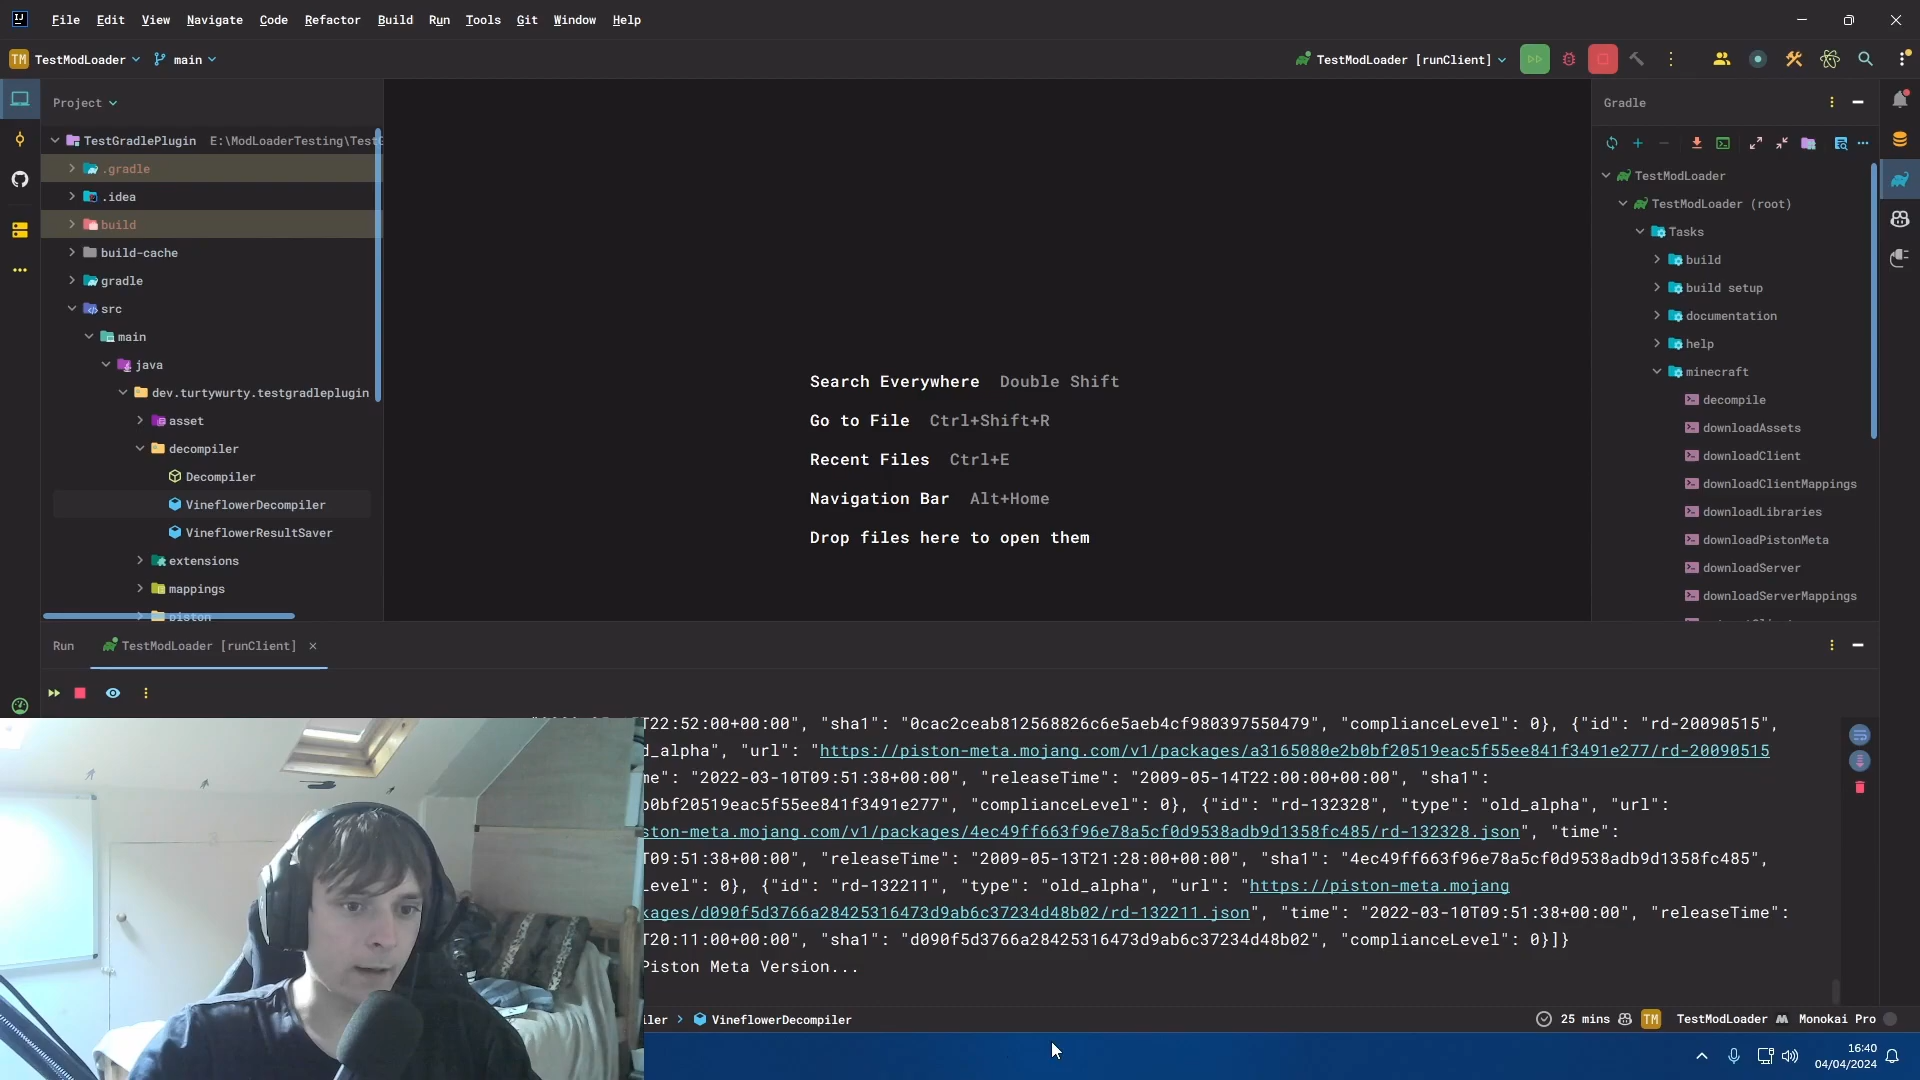 File Edit View Navigate Code Refactor Build Run Tools Git Window Help
TM TestModLoader main TestModLoader [runClient]
Project
TestGradlePlugin E:\ModLoaderTesting\Test
.gradle
.idea
build
build-cache
gradle
src
main
java
dev.turtywurty.testgradleplugin
asset
decompiler
Decompiler
VineflowerDecompiler
VineflowerResultSaver
extensions
mappings
piston
Search Everywhere Double Shift
Go to File Ctrl+Shift+R
Recent Files Ctrl+E
Navigation Bar Alt+Home
Drop files here to open them
Gradle
TestModLoader
TestModLoader (root)
Tasks
build
build setup
documentation
help
minecraft
decompile
downloadAssets
downloadClient
downloadClientMappings
downloadLibraries
downloadPistonMeta
downloadServer
downloadServerMappings
Run TestModLoader [runClient]
T22:52:00+00:00", "sha1": "0cac2ceab812568826c6e5aeb4cf980397550479", "complianceLevel": 0}, {"id": "rd-20090515",
d_alpha", "url": "https://piston-meta.mojang.com/v1/packages/a3165080e2b0bf20519eac5f55ee841f3491e277/rd-20090515
me": "2022-03-10T09:51:38+00:00", "releaseTime": "2009-05-14T22:00:00+00:00", "sha1":
b0bf20519eac5f55ee841f3491e277", "complianceLevel": 0}, {"id": "rd-132328", "type": "old_alpha", "url":
ston-meta.mojang.com/v1/packages/4ec49ff663f96e78a5cf0d9538adb9d1358fc485/rd-132328.json", "time":
T09:51:38+00:00", "releaseTime": "2009-05-13T21:28:00+00:00", "sha1": "4ec49ff663f96e78a5cf0d9538adb9d1358fc485",
Level": 0}, {"id": "rd-132211", "type": "old_alpha", "url": "https://piston-meta.mojang
kages/d090f5d3766a28425316473d9ab6c37234d48b02/rd-132211.json", "time": "2022-03-10T09:51:38+00:00", "releaseTime":
T20:11:00+00:00", "sha1": "d090f5d3766a28425316473d9ab6c37234d48b02", "complianceLevel": 0}]}
Piston Meta Version...
ler VineflowerDecompiler 25 mins TM TestModLoader Monokai Pro
16:40
04/04/2024